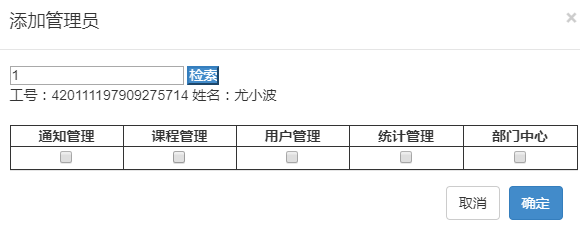 添加管理员 ×
1 检索
工号：420111197909275714 姓名：尤小波
通知管理 课程管理 用户管理 统计管理 部门中心
取消 确定